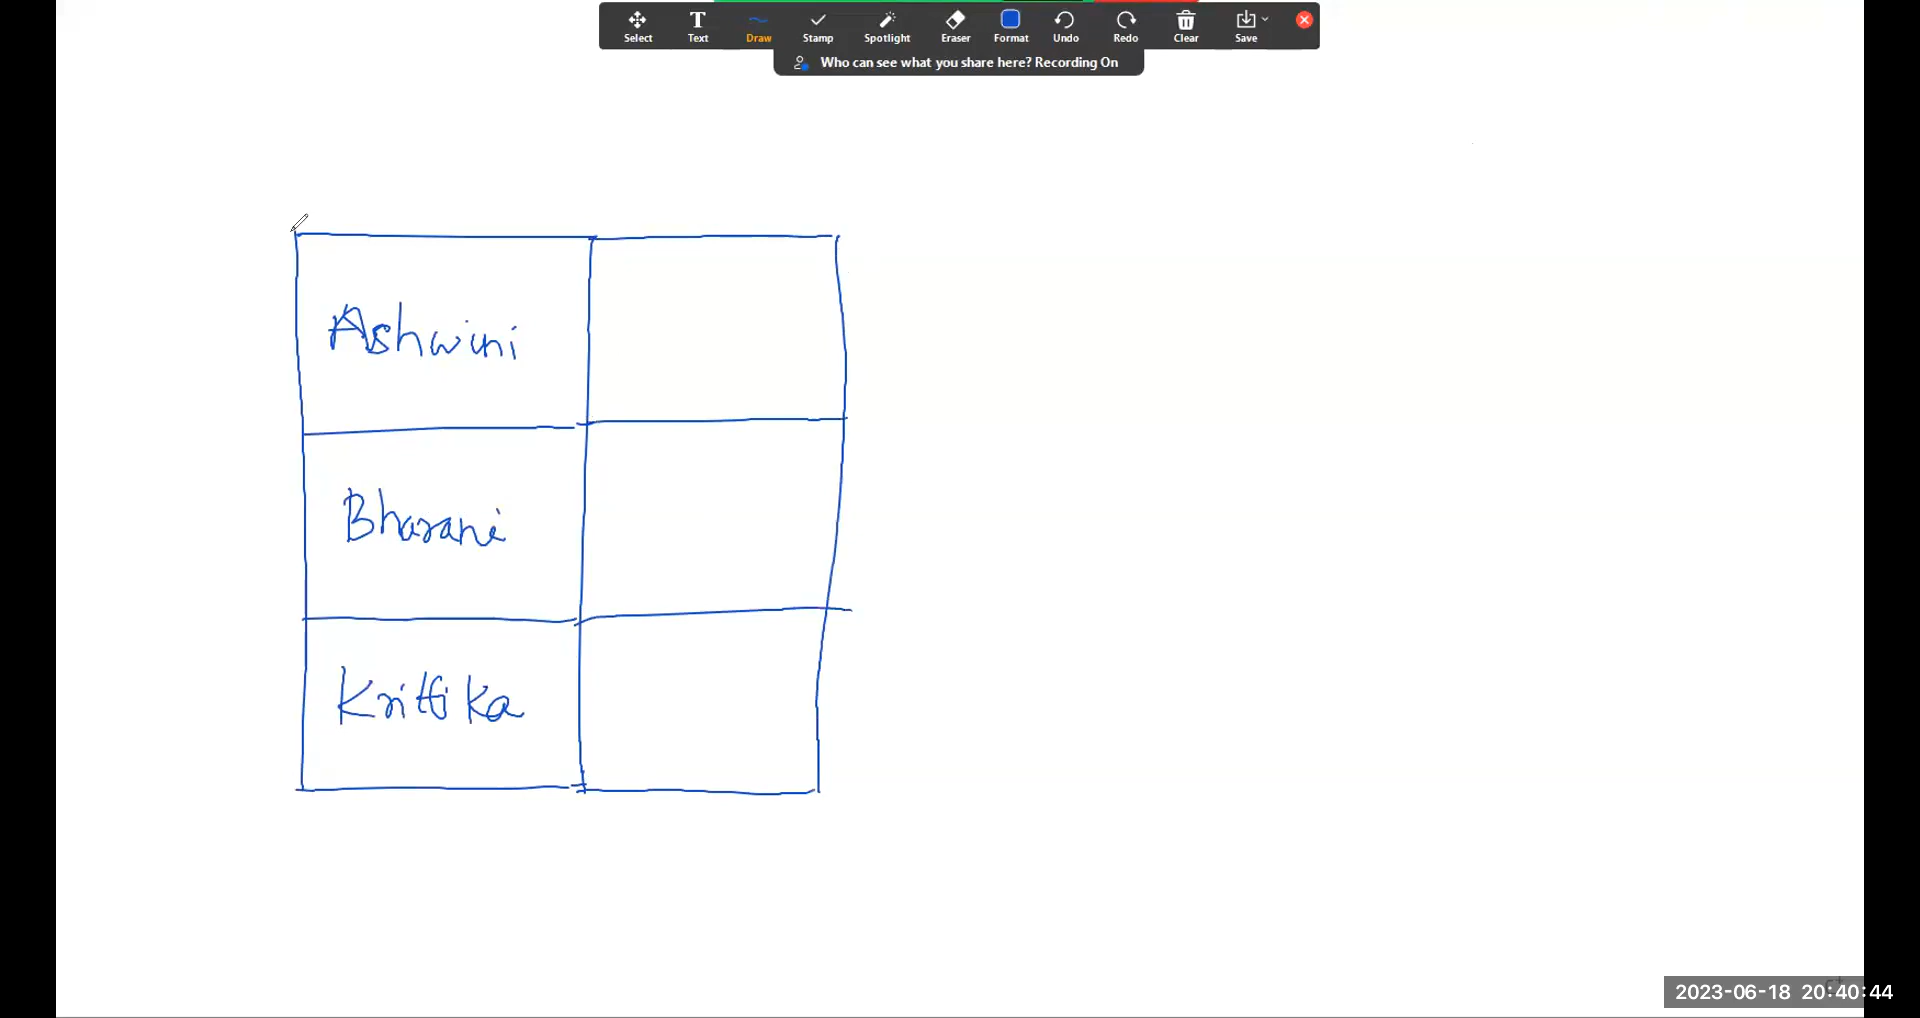 Select Text Draw Stamp Spotlight Eraser Format Undo Redo Clear Save
Who can see what you share here? Recording On
Ashwini
Bharani
Krittika
2023-06-18 20:40:44